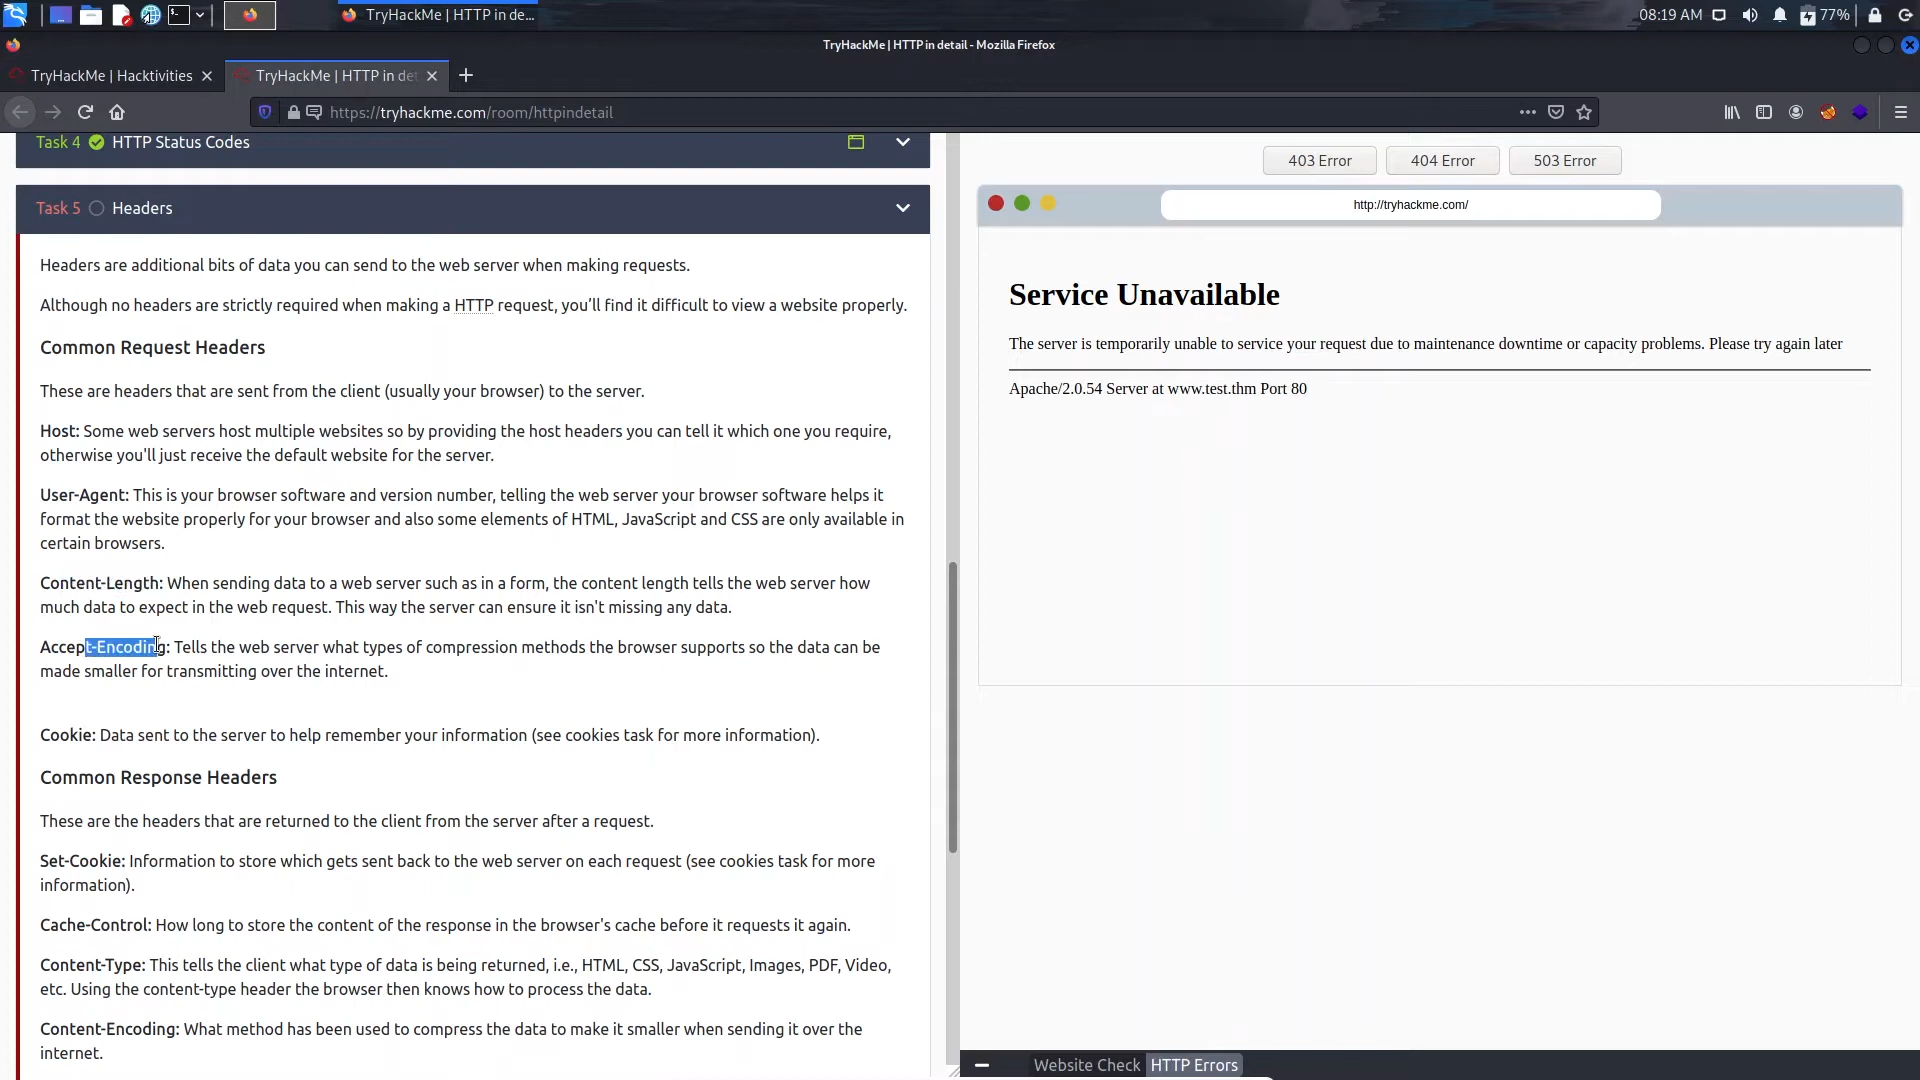 TryHackMe | HTTP in de...
08:19 AM
77%
TryHackMe | HTTP in detail - Mozilla Firefox
TryHackMe | Hacktivities
TryHackMe | HTTP in det
https://tryhackme.com/room/httpindetail
Task 4 HTTP Status Codes
Task 5 Headers
Headers are additional bits of data you can send to the web server when making requests.
Although no headers are strictly required when making a HTTP request, you’ll find it difficult to view a website properly.
Common Request Headers
These are headers that are sent from the client (usually your browser) to the server.
Host: Some web servers host multiple websites so by providing the host headers you can tell it which one you require,
otherwise you'll just receive the default website for the server.
User-Agent: This is your browser software and version number, telling the web server your browser software helps it
format the website properly for your browser and also some elements of HTML, JavaScript and CSS are only available in
certain browsers.
Content-Length: When sending data to a web server such as in a form, the content length tells the web server how
much data to expect in the web request. This way the server can ensure it isn't missing any data.
Accept-Encoding: Tells the web server what types of compression methods the browser supports so the data can be
made smaller for transmitting over the internet.
Cookie: Data sent to the server to help remember your information (see cookies task for more information).
Common Response Headers
These are the headers that are returned to the client from the server after a request.
Set-Cookie: Information to store which gets sent back to the web server on each request (see cookies task for more
information).
Cache-Control: How long to store the content of the response in the browser's cache before it requests it again.
Content-Type: This tells the client what type of data is being returned, i.e., HTML, CSS, JavaScript, Images, PDF, Video,
etc. Using the content-type header the browser then knows how to process the data.
Content-Encoding: What method has been used to compress the data to make it smaller when sending it over the
internet.
403 Error
404 Error
503 Error
http://tryhackme.com/
Service Unavailable
The server is temporarily unable to service your request due to maintenance downtime or capacity problems. Please try again later
Apache/2.0.54 Server at www.test.thm Port 80
Website Check
HTTP Errors